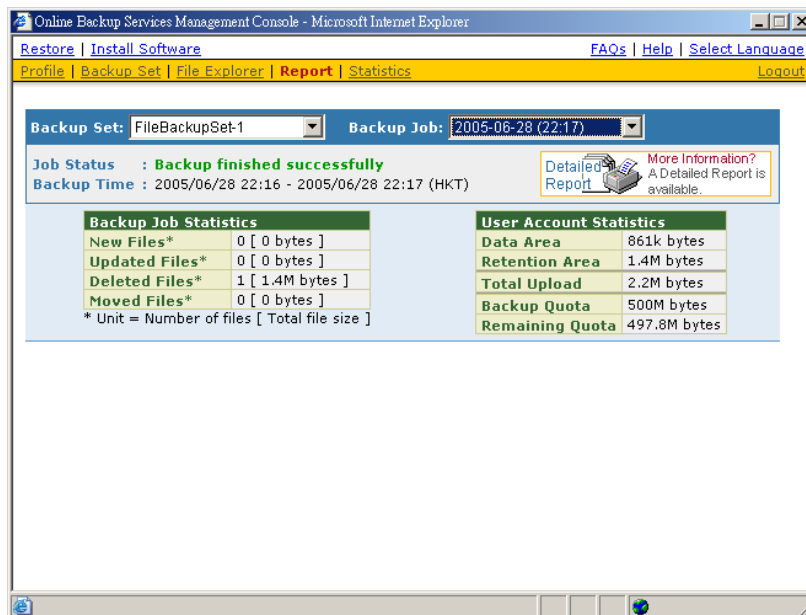 Online Backup Services Management Console - Microsoft Internet Explorer
Restore | Install Software FAQs | Help | Select Language
Profile | Backup Set | File Explorer | Report | Statistics Logout
Backup Set: FileBackupSet-1 Backup Job: 2005-06-28 (22:17)
Job Status : Backup finished successfully
Backup Time : 2005/06/28 22:16 - 2005/06/28 22:17 (HKT)
Detailed Report
More Information?
A Detailed Report is
available.
Backup Job Statistics
New Files* 0 [ 0 bytes ]
Updated Files* 0 [ 0 bytes ]
Deleted Files* 1 [ 1.4M bytes ]
Moved Files* 0 [ 0 bytes ]
* Unit = Number of files [ Total file size ]
User Account Statistics
Data Area 861k bytes
Retention Area 1.4M bytes
Total Upload 2.2M bytes
Backup Quota 500M bytes
Remaining Quota 497.8M bytes